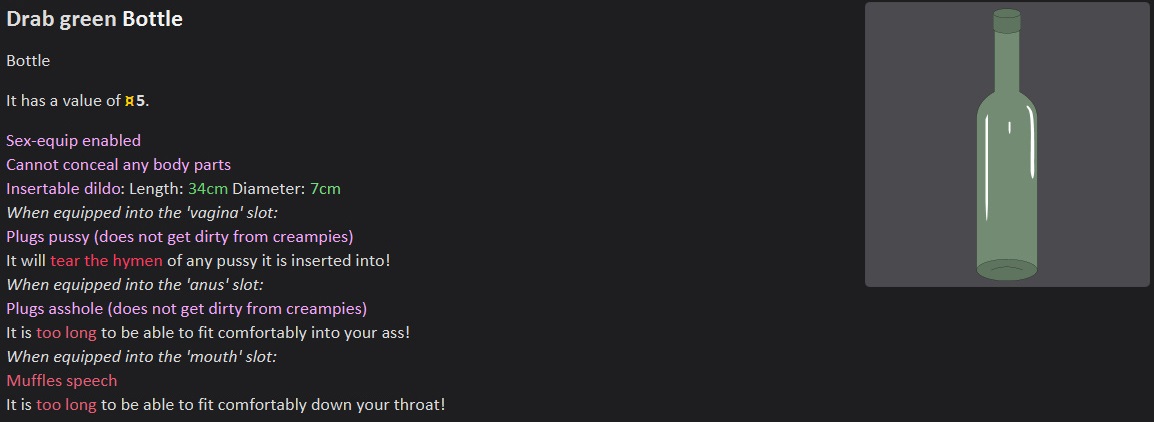 Drab green Bottle
Bottle
It has a value of ¤5.
Sex-equip enabled
Cannot conceal any body parts
Insertable dildo: Length: 34cm Diameter: 7cm
When equipped into the 'vagina' slot:
Plugs pussy (does not get dirty from creampies)
It will tear the hymen of any pussy it is inserted into!
When equipped into the 'anus' slot:
Plugs asshole (does not get dirty from creampies)
It is too long to be able to fit comfortably into your ass!
When equipped into the 'mouth' slot:
Muffles speech
It is too long to be able to fit comfortably down your throat!